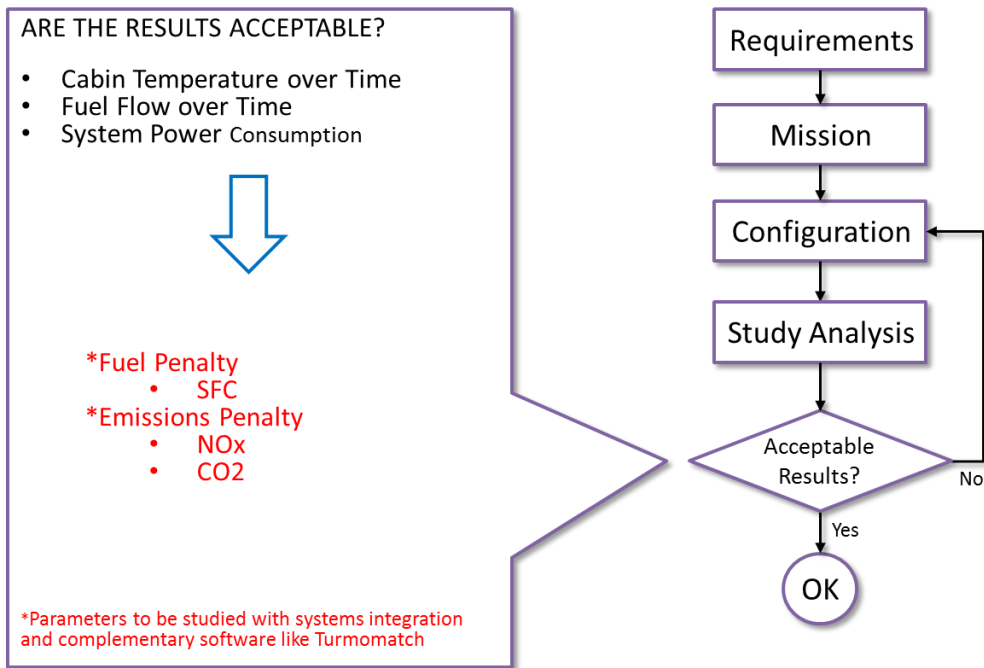 ARE THE RESULTS ACCEPTABLE?
• Cabin Temperature over Time
• Fuel Flow over Time
• System Power Consumption
*Fuel Penalty
• SFC
*Emissions Penalty
• NOx
• CO2
*Parameters to be studied with systems integration
and complementary software like Turmomatch
Requirements
Mission
Configuration
Study Analysis
Acceptable
Results?
No
Yes
OK